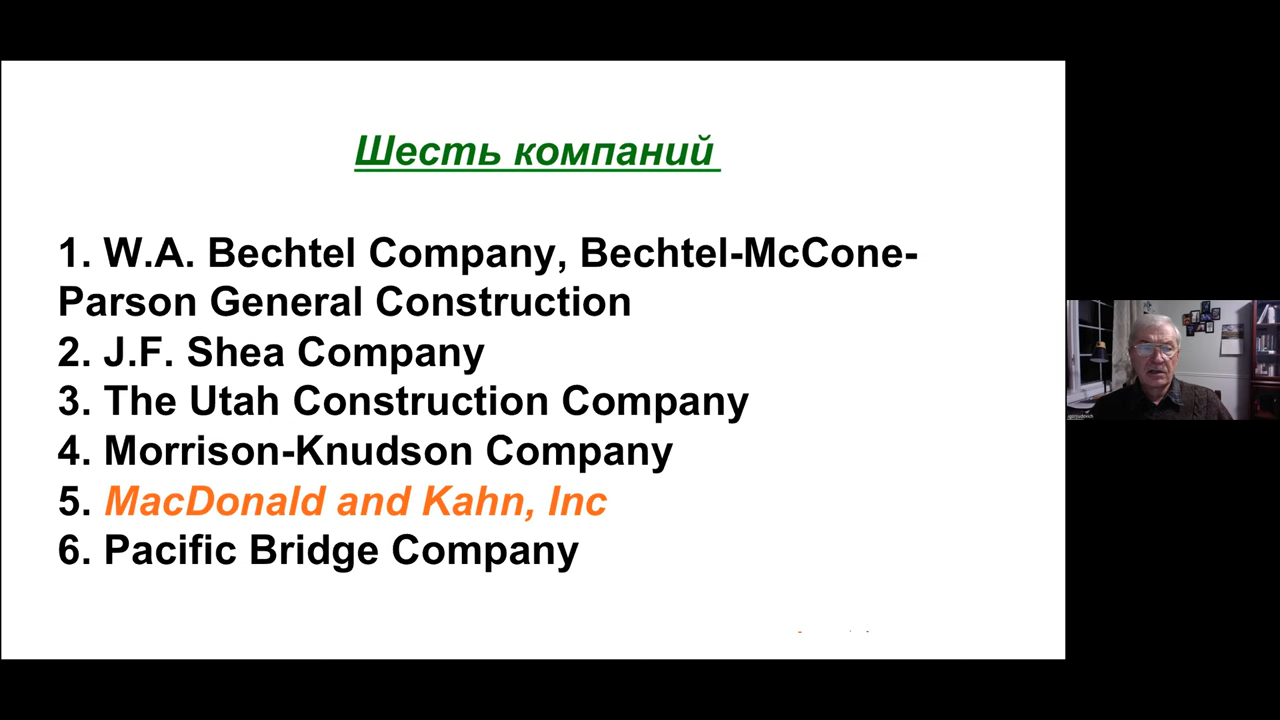 Шесть компаний
1. W.A. Bechtel Company, Bechtel-McCone-
Parson General Construction
2. J.F. Shea Company
3. The Utah Construction Company
4. Morrison-Knudson Company
5. MacDonald and Kahn, Inc
6. Pacific Bridge Company